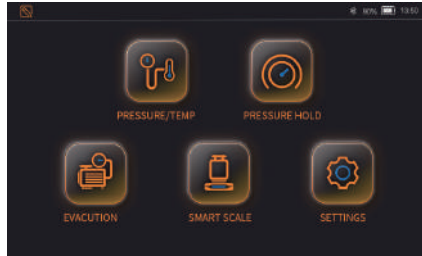 80% 13:50
PRESSURE/TEMP PRESSURE HOLD
EVACUTION SMART SCALE SETTINGS